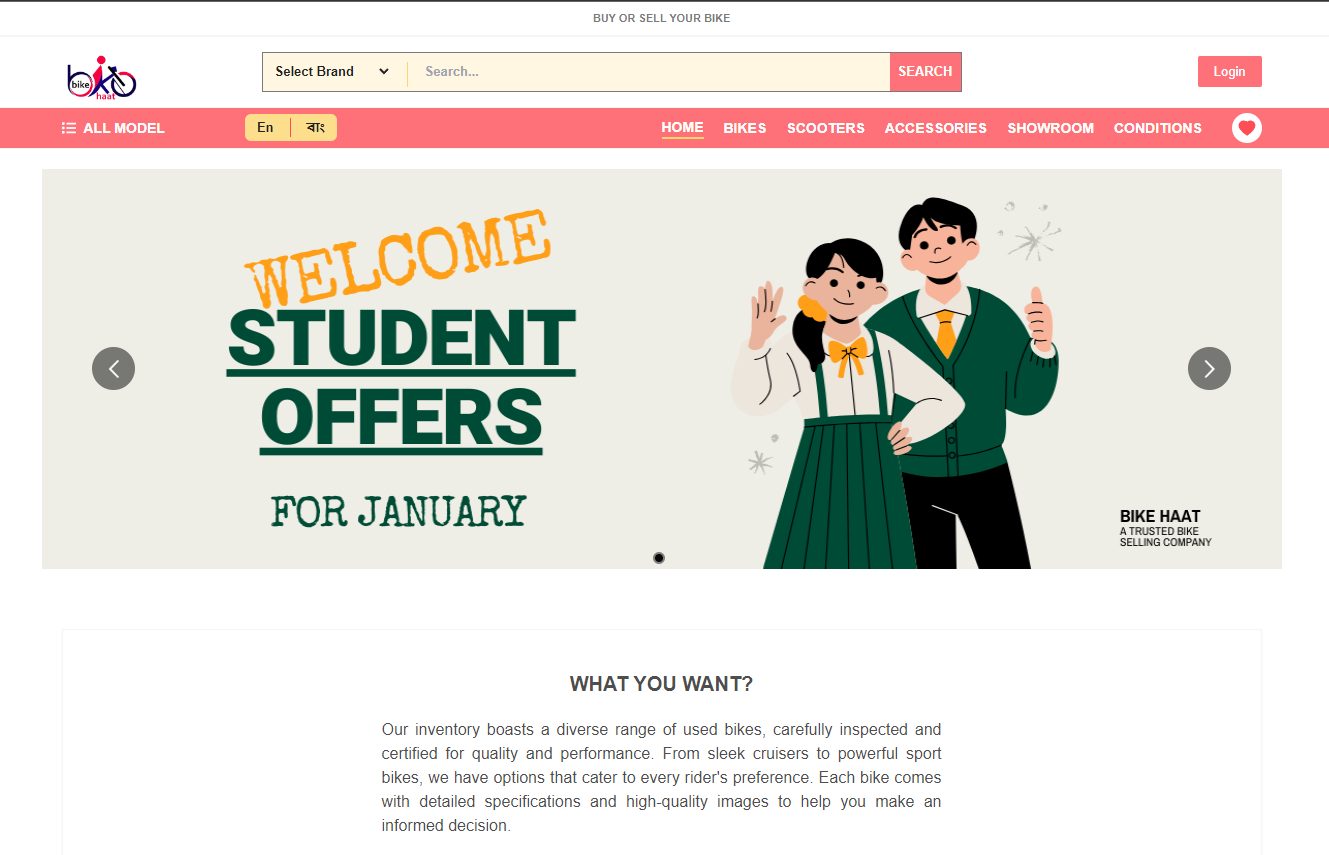 BUY OR SELL YOUR BIKE
bike
haat
Select Brand
Search...
SEARCH
Login
ALL MODEL
En
বাং
HOME
BIKES
SCOOTERS
ACCESSORIES
SHOWROOM
CONDITIONS
WELCOME
STUDENT
OFFERS
FOR JANUARY
BIKE HAAT
A TRUSTED BIKE
SELLING COMPANY
WHAT YOU WANT?
Our inventory boasts a diverse range of used bikes, carefully inspected and
certified for quality and performance. From sleek cruisers to powerful sport
bikes, we have options that cater to every rider's preference. Each bike comes
with detailed specifications and high-quality images to help you make an
informed decision.